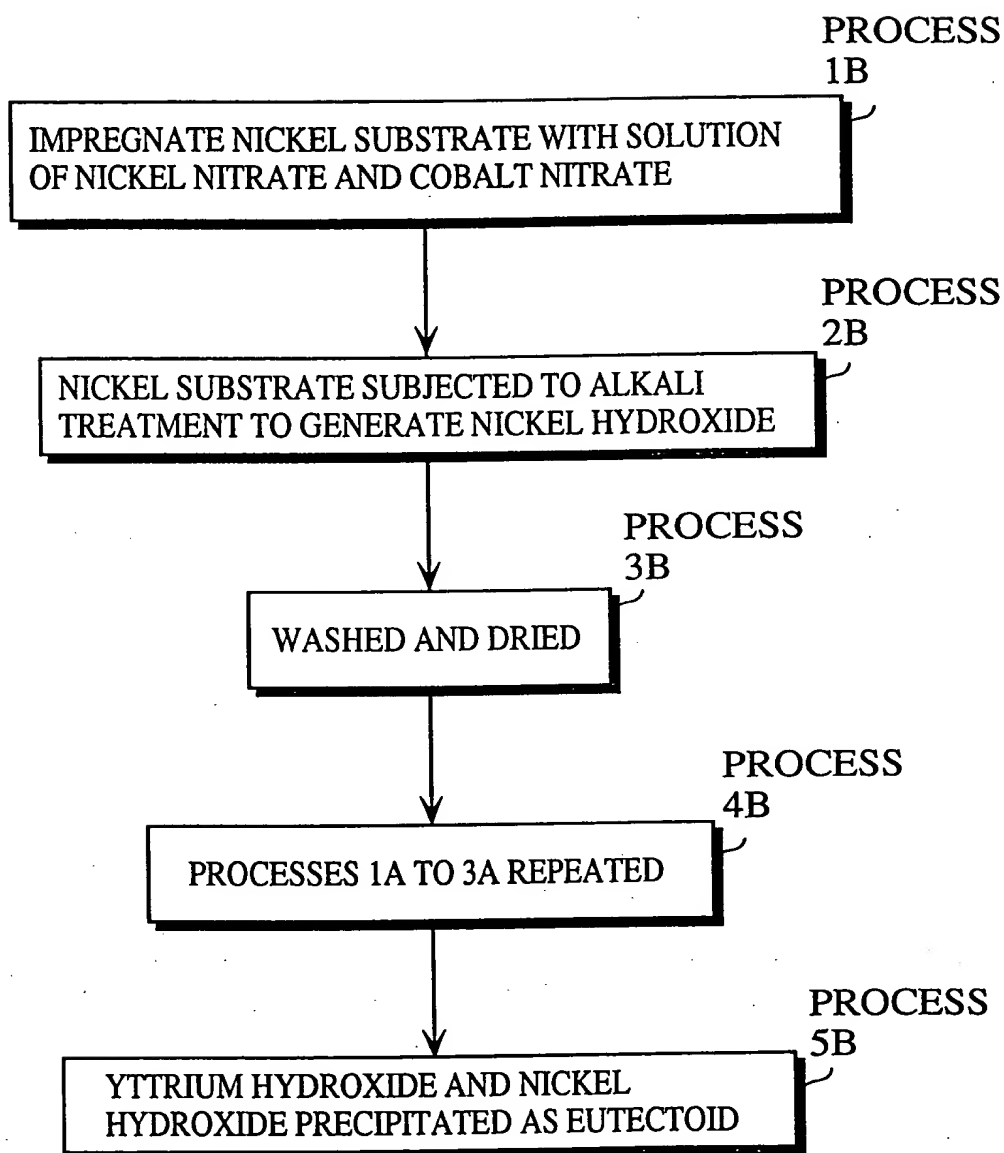 PROCESS
1B
IMPREGNATE NICKEL SUBSTRATE WITH SOLUTION
OF NICKEL NITRATE AND COBALT NITRATE
PROCESS
2B
NICKEL SUBSTRATE SUBJECTED TO ALKALI
TREATMENT TO GENERATE NICKEL HYDROXIDE
PROCESS
3B
WASHED AND DRIED
PROCESS
4B
PROCESSES 1A TO 3A REPEATED
PROCESS
5B
YTTRIUM HYDROXIDE AND NICKEL
HYDROXIDE PRECIPITATED AS EUTECTOID